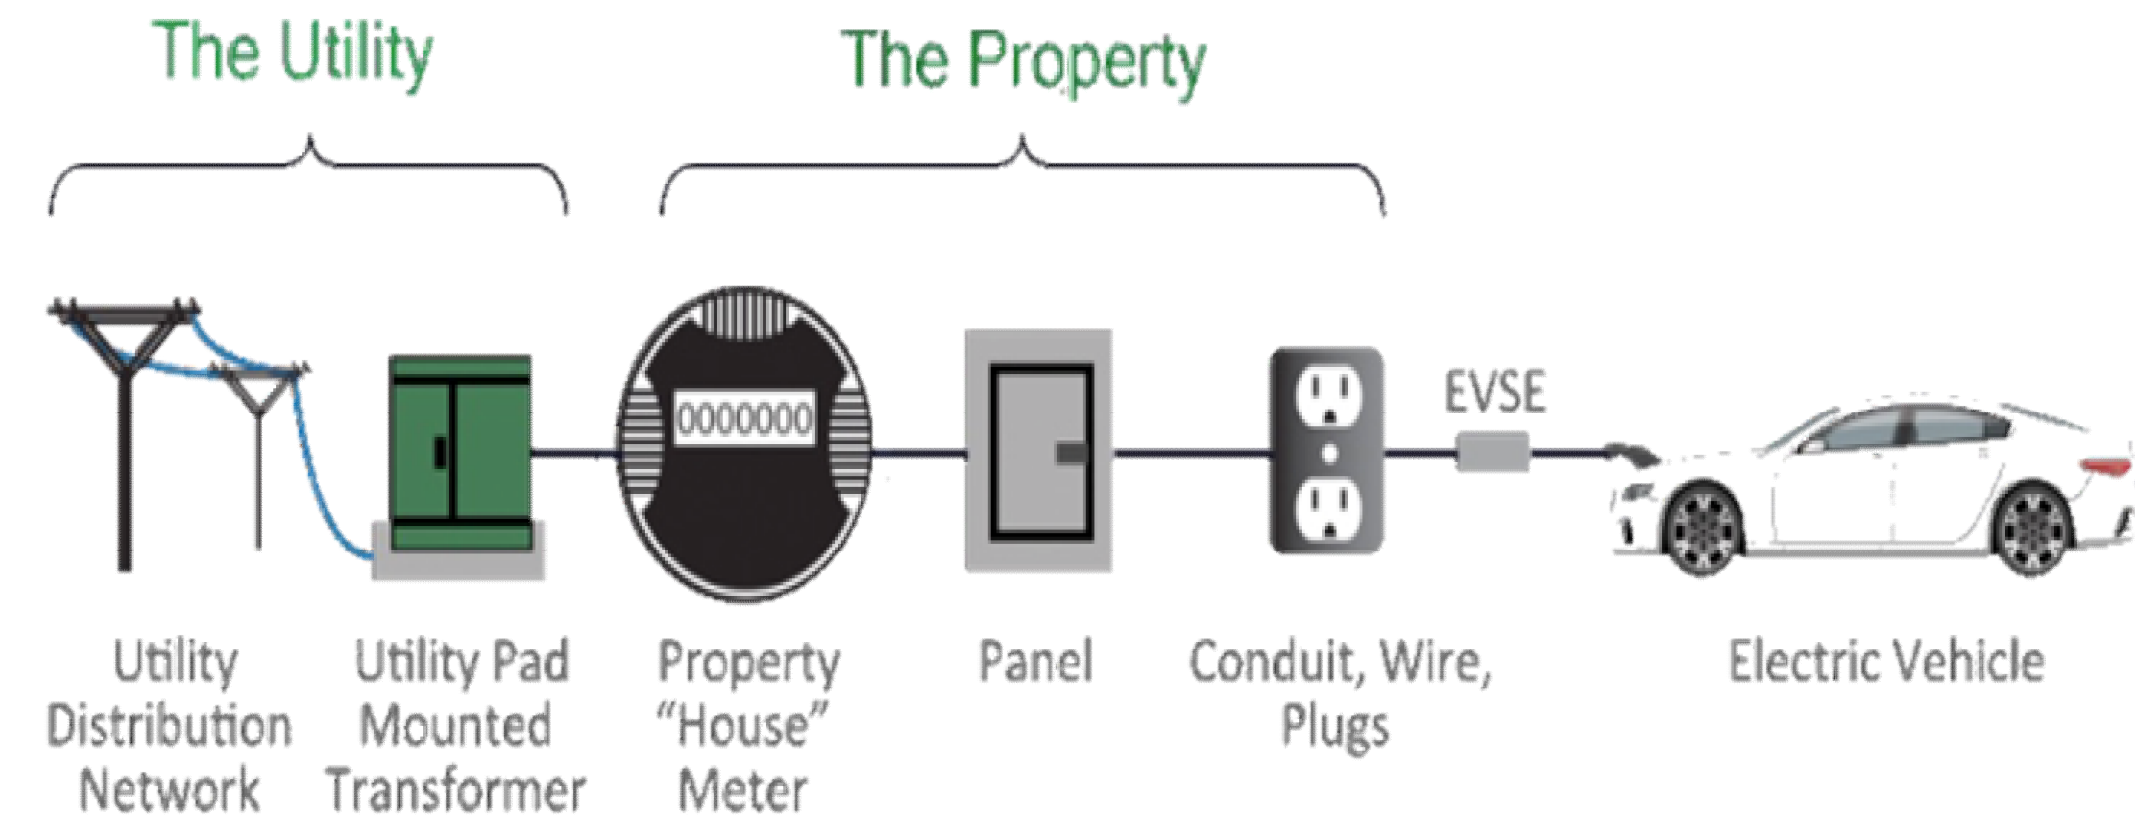 The Utility
The Property
0000000
EVSE
Utility
Distribution
Network
Utility Pad
Mounted
Transformer
Property
“House”
Meter
Panel
Conduit, Wire,
Plugs
Electric Vehicle